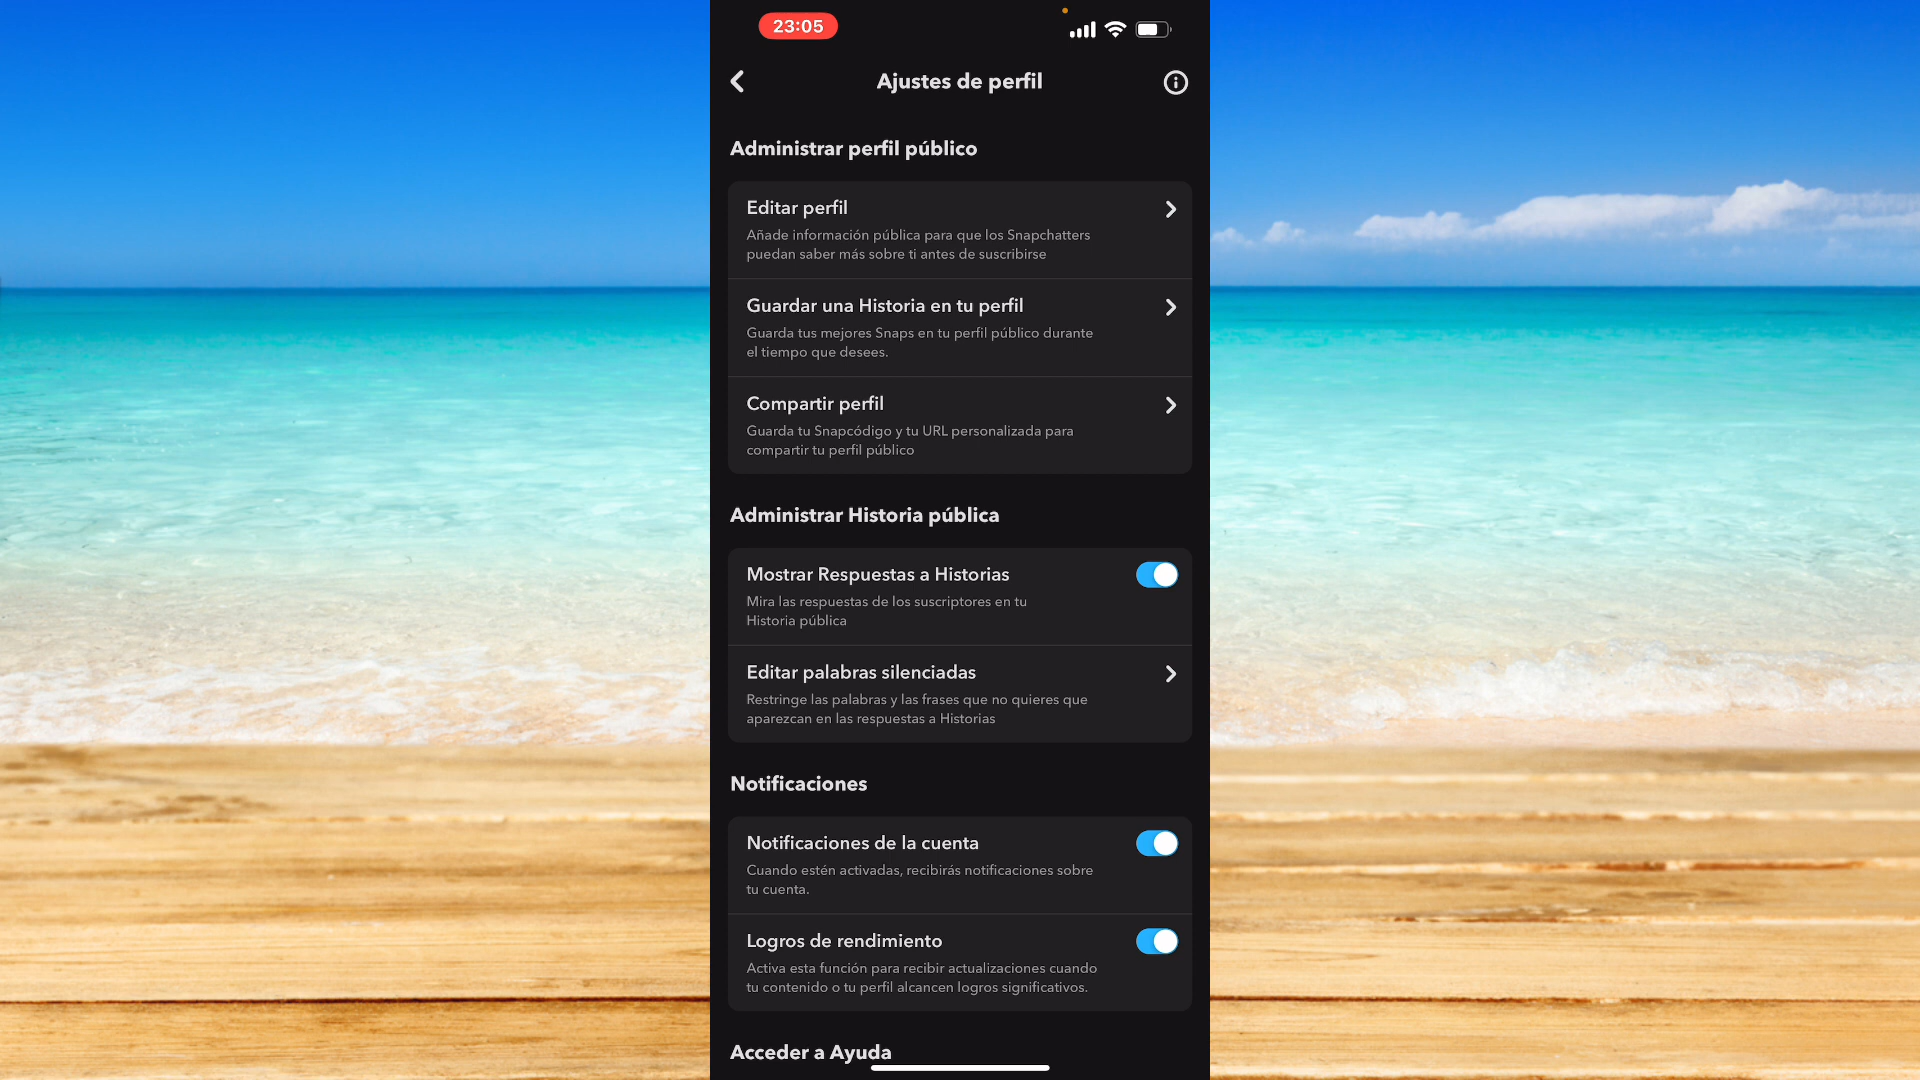 23:05
Ajustes de perfil
Administrar perfil público
Editar perfil
Añade información pública para que los Snapchatters
puedan saber más sobre ti antes de suscribirse
Guardar una Historia en tu perfil
Guarda tus mejores Snaps en tu perfil público durante
el tiempo que desees.
Compartir perfil
Guarda tu Snapcódigo y tu URL personalizada para
compartir tu perfil público
Administrar Historia pública
Mostrar Respuestas a Historias
Mira las respuestas de los suscriptores en tu
Historia pública
Editar palabras silenciadas
Restringe las palabras y las frases que no quieres que
aparezcan en las respuestas a Historias
Notificaciones
Notificaciones de la cuenta
Cuando estén activadas, recibirás notificaciones sobre
tu cuenta.
Logros de rendimiento
Activa esta función para recibir actualizaciones cuando
tu contenido o tu perfil alcancen logros significativos.
Acceder a Ayuda